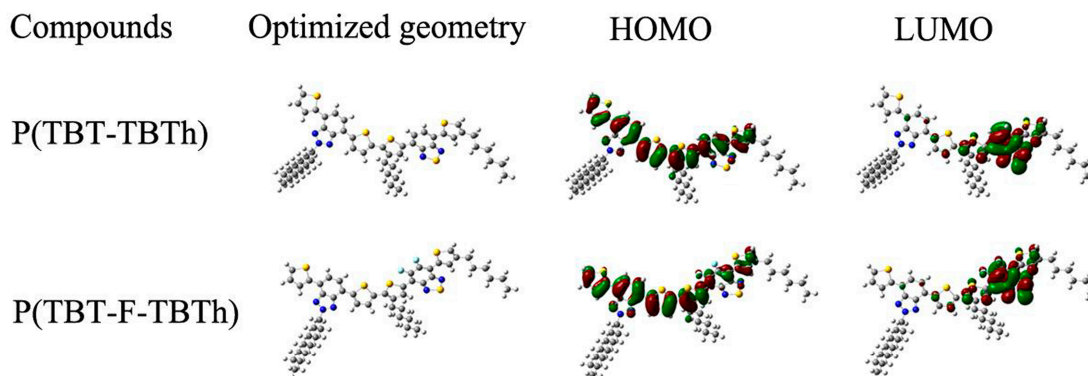 Compounds Optimized geometry HOMO LUMO
P(TBT-TBTh)
P(TBT-F-TBTh)